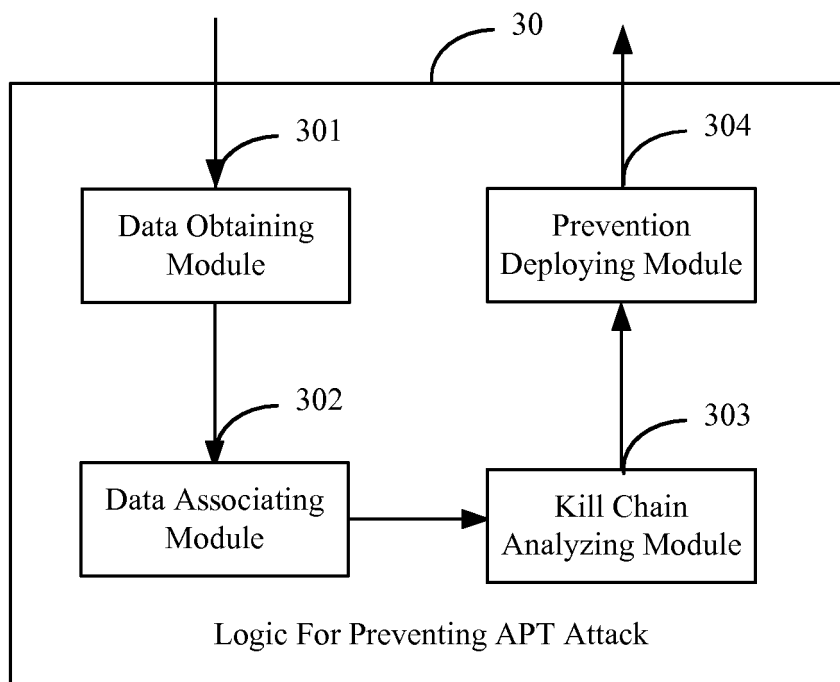 30
301
304
Data Obtaining
Module
Prevention
Deploying Module
302
303
Data Associating
Module
Kill Chain
Analyzing Module
Logic For Preventing APT Attack